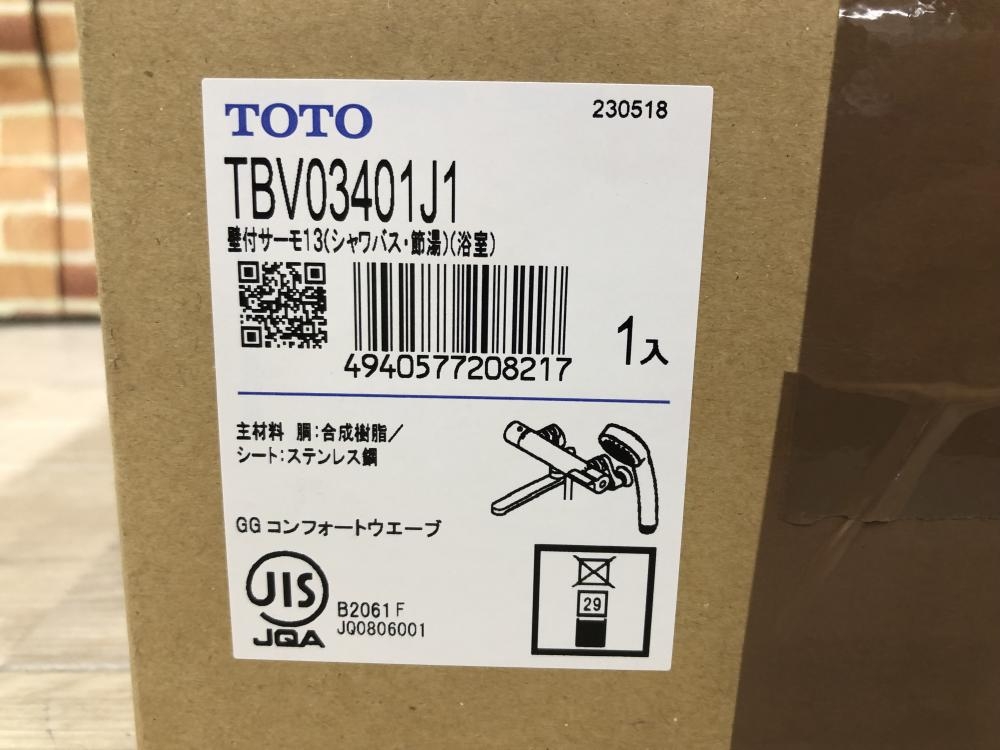 TOTO
230518
TBV03401J1
壁付サーモ13(シャワバス・節湯)(浴室)
4940577208217
1入
主材料 胴:合成樹脂/
シート:ステンレス鋼
GG コンフォートウエーブ
JIS
JQA
B2061 F
JQ0806001
29